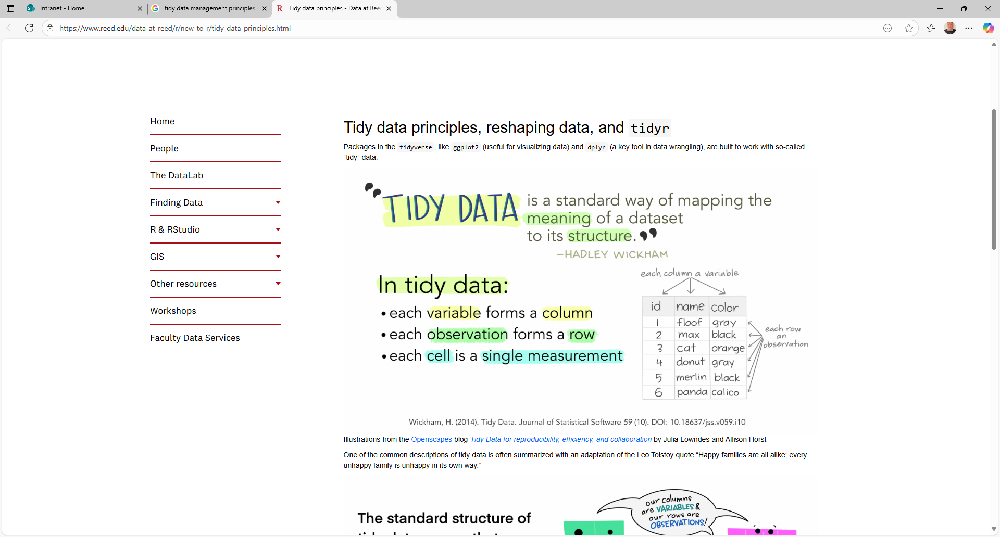 Intranet - Home
tidy data management principles
Tidy data principles - Data at Reed
https://www.reed.edu/data-at-reed/r/new-to-r/tidy-data-principles.html
Home
People
The DataLab
Finding Data
R & RStudio
GIS
Other resources
Workshops
Faculty Data Services
Tidy data principles, reshaping data, and tidyr
Packages in the tidyverse, like ggplot2 (useful for visualizing data) and dplyr (a key tool in data wrangling), are built to work with so-called
“tidy” data.
“TIDY DATA is a standard way of mapping the
meaning of a dataset
to its structure.”
—HADLEY WICKHAM
In tidy data:
• each variable forms a column
• each observation forms a row
• each cell is a single measurement
each column a variable
id name color
1 floof gray
2 max black
3 cat orange
4 donut gray
5 merlin black
6 panda calico
each row
an
observation
Wickham, H. (2014). Tidy Data. Journal of Statistical Software 59 (10). DOI: 10.18637/jss.v059.i10
Illustrations from the Openscapes blog Tidy Data for reproducibility, efficiency, and collaboration by Julia Lowndes and Allison Horst
One of the common descriptions of tidy data is often summarized with an adaptation of the Leo Tolstoy quote “Happy families are all alike; every
unhappy family is unhappy in its own way.”
The standard structure of
our columns
are VARIABLES &
our rows are
OBSERVATIONS!